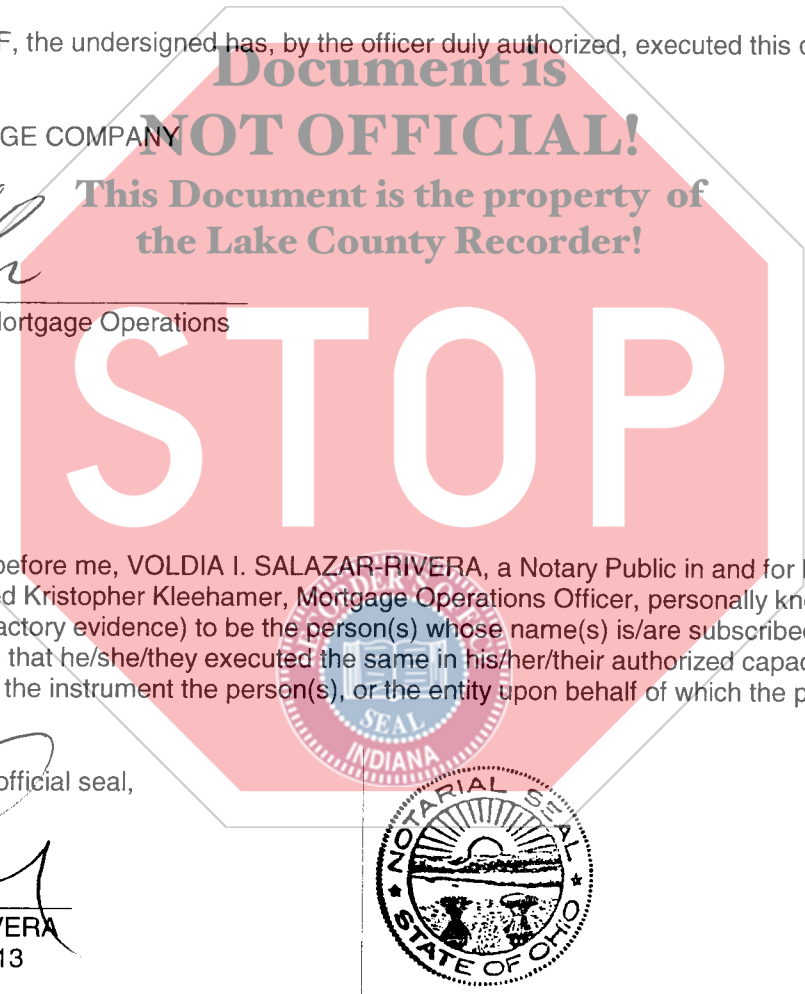 F, the undersigned has, by the officer duly authorized, executed this
Document is
GE COMPANY
NOT OFFICIAL!
This Document is the property of
the Lake County Recorder!
Mortgage Operations
STOP
before me, VOLDIA I. SALAZAR-RIVERA, a Notary Public in and for
d Kristopher Kleehamer, Mortgage Operations Officer, personally
actory evidence) to be the person(s) whose name(s) is/are subscribed
that he/she/they executed the same in his/her/their authorized
the instrument the person(s), or the entity upon behalf of which the
RECORDER'S OFFICE
SEAL
INDIANA
official seal,
NOTARIAL SEAL
STATE OF OHIO
VERA
13